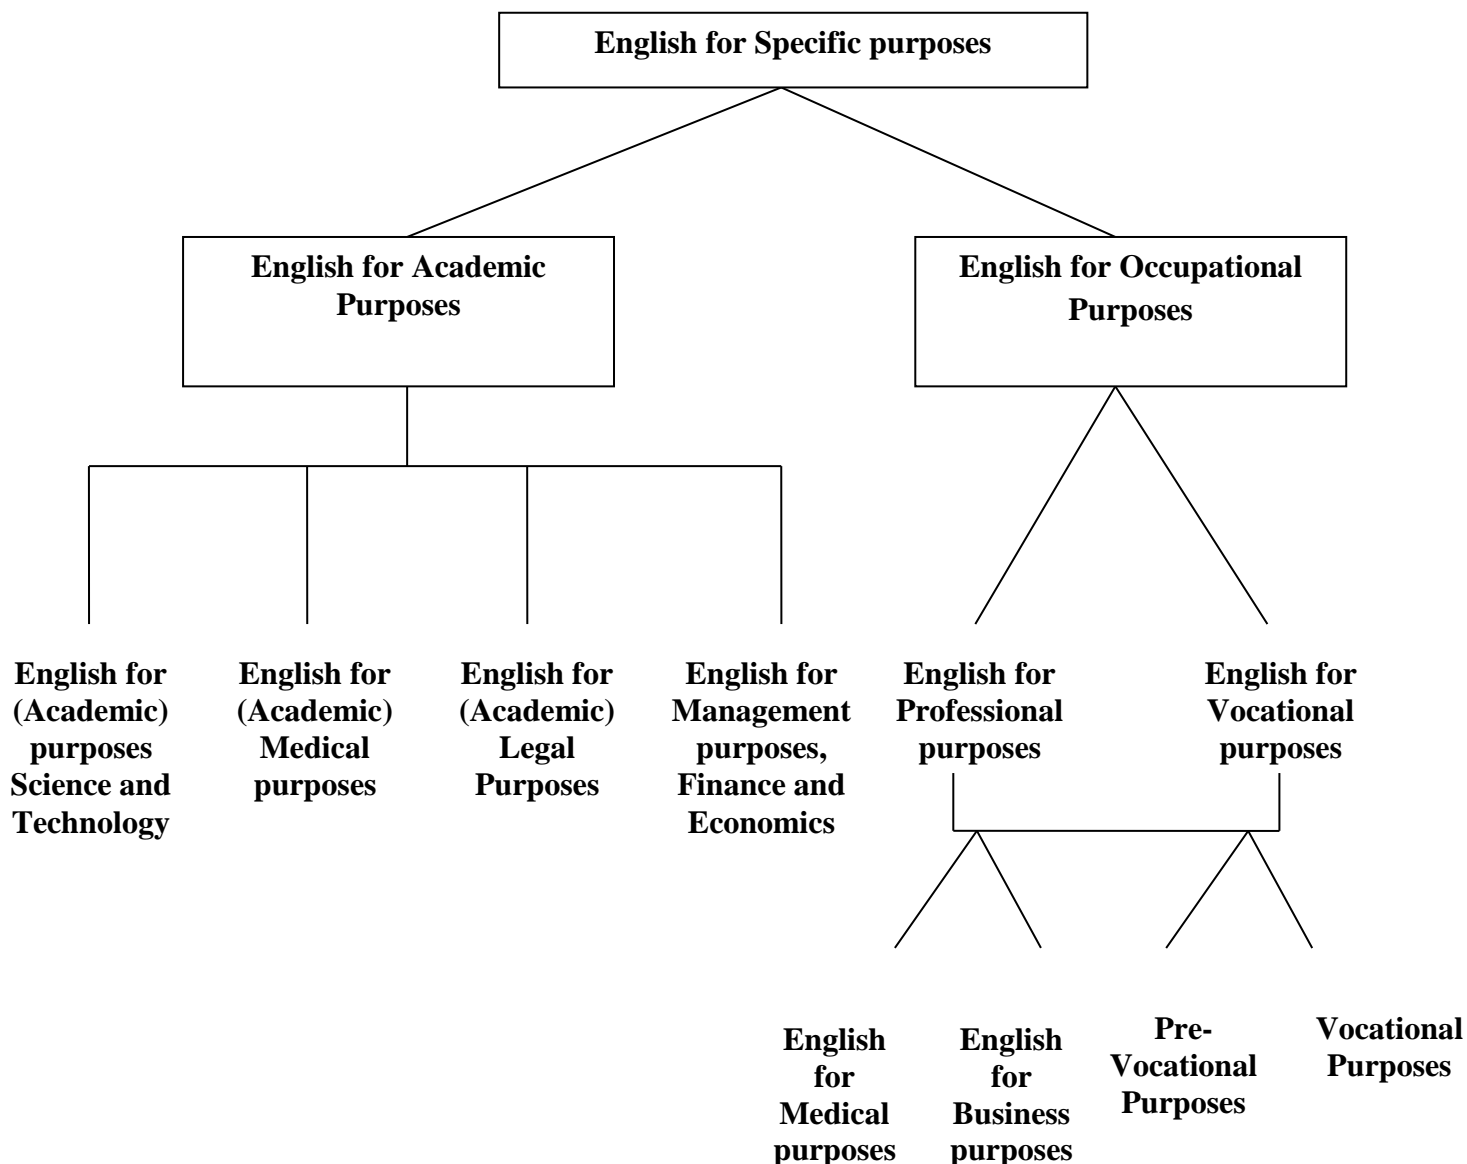 English for Specific purposes
English for Academic
Purposes
English for Occupational
Purposes
English for
(Academic)
purposes
Science and
Technology
English for
(Academic)
Medical
purposes
English for
(Academic)
Legal
Purposes
English for
Management
purposes,
Finance and
Economics
English for
Professional
purposes
English for
Vocational
purposes
English
for
Medical
purposes
English
for
Business
purposes
Pre-
Vocational
Purposes
Vocational
Purposes